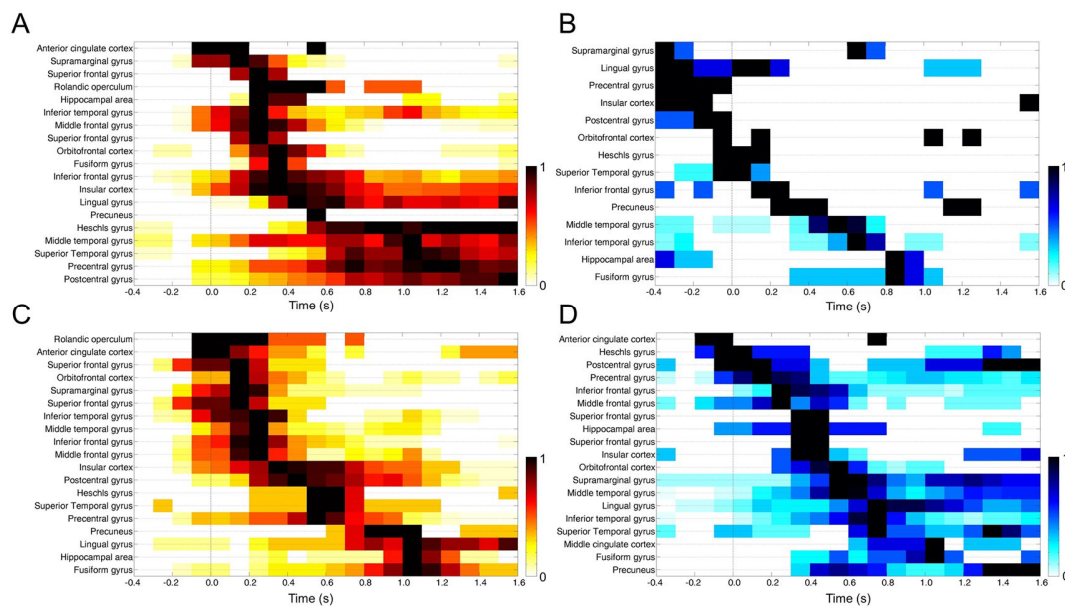 A
Anterior cingulate cortex
Supramarginal gyrus
Superior frontal gyrus
Rolandic operculum
Hippocampal area
Inferior temporal gyrus
Middle frontal gyrus
Superior frontal gyrus
Orbitofrontal cortex
Fusiform gyrus
Inferior frontal gyrus
Insular cortex
Lingual gyrus
Precuneus
Heschls gyrus
Middle temporal gyrus
Superior Temporal gyrus
Precentral gyrus
Postcentral gyrus
-0.4 -0.2 0.0 0.2 0.4 0.6 0.8 1.0 1.2 1.4 1.6
Time (s)
1
0
B
Supramarginal gyrus
Lingual gyrus
Precentral gyrus
Insular cortex
Postcentral gyrus
Orbitofrontal cortex
Heschls gyrus
Superior Temporal gyrus
Inferior frontal gyrus
Precuneus
Middle temporal gyrus
Inferior temporal gyrus
Hippocampal area
Fusiform gyrus
-0.4 -0.2 0.0 0.2 0.4 0.6 0.8 1.0 1.2 1.4 1.6
Time (s)
1
0
C
Rolandic operculum
Anterior cingulate cortex
Superior frontal gyrus
Orbitofrontal cortex
Supramarginal gyrus
Superior frontal gyrus
Inferior temporal gyrus
Middle temporal gyrus
Inferior frontal gyrus
Middle frontal gyrus
Insular cortex
Postcentral gyrus
Heschls gyrus
Superior Temporal gyrus
Precentral gyrus
Precuneus
Lingual gyrus
Hippocampal area
Fusiform gyrus
-0.4 -0.2 0.0 0.2 0.4 0.6 0.8 1.0 1.2 1.4 1.6
Time (s)
1
0
D
Anterior cingulate cortex
Heschls gyrus
Postcentral gyrus
Precentral gyrus
Inferior frontal gyrus
Middle frontal gyrus
Superior frontal gyrus
Hippocampal area
Superior frontal gyrus
Insular cortex
Orbitofrontal cortex
Supramarginal gyrus
Middle temporal gyrus
Lingual gyrus
Inferior temporal gyrus
Superior Temporal gyrus
Middle cingulate cortex
Fusiform gyrus
Precuneus
-0.4 -0.2 0.0 0.2 0.4 0.6 0.8 1.0 1.2 1.4 1.6
Time (s)
1
0